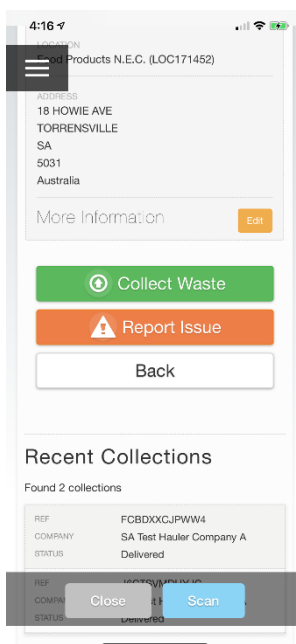 4:16
LOCATION
Food Products N.E.C. (LOC171452)
ADDRESS
18 HOWIE AVE
TORRENSVILLE
SA
5031
Australia
More Information
Edit
Collect Waste
Report Issue
Back
Recent Collections
Found 2 collections
REF FCBDXXCJPWW4
COMPANY SA Test Hauler Company A
STATUS Delivered
REF
Close Scan
STATUS Delivered